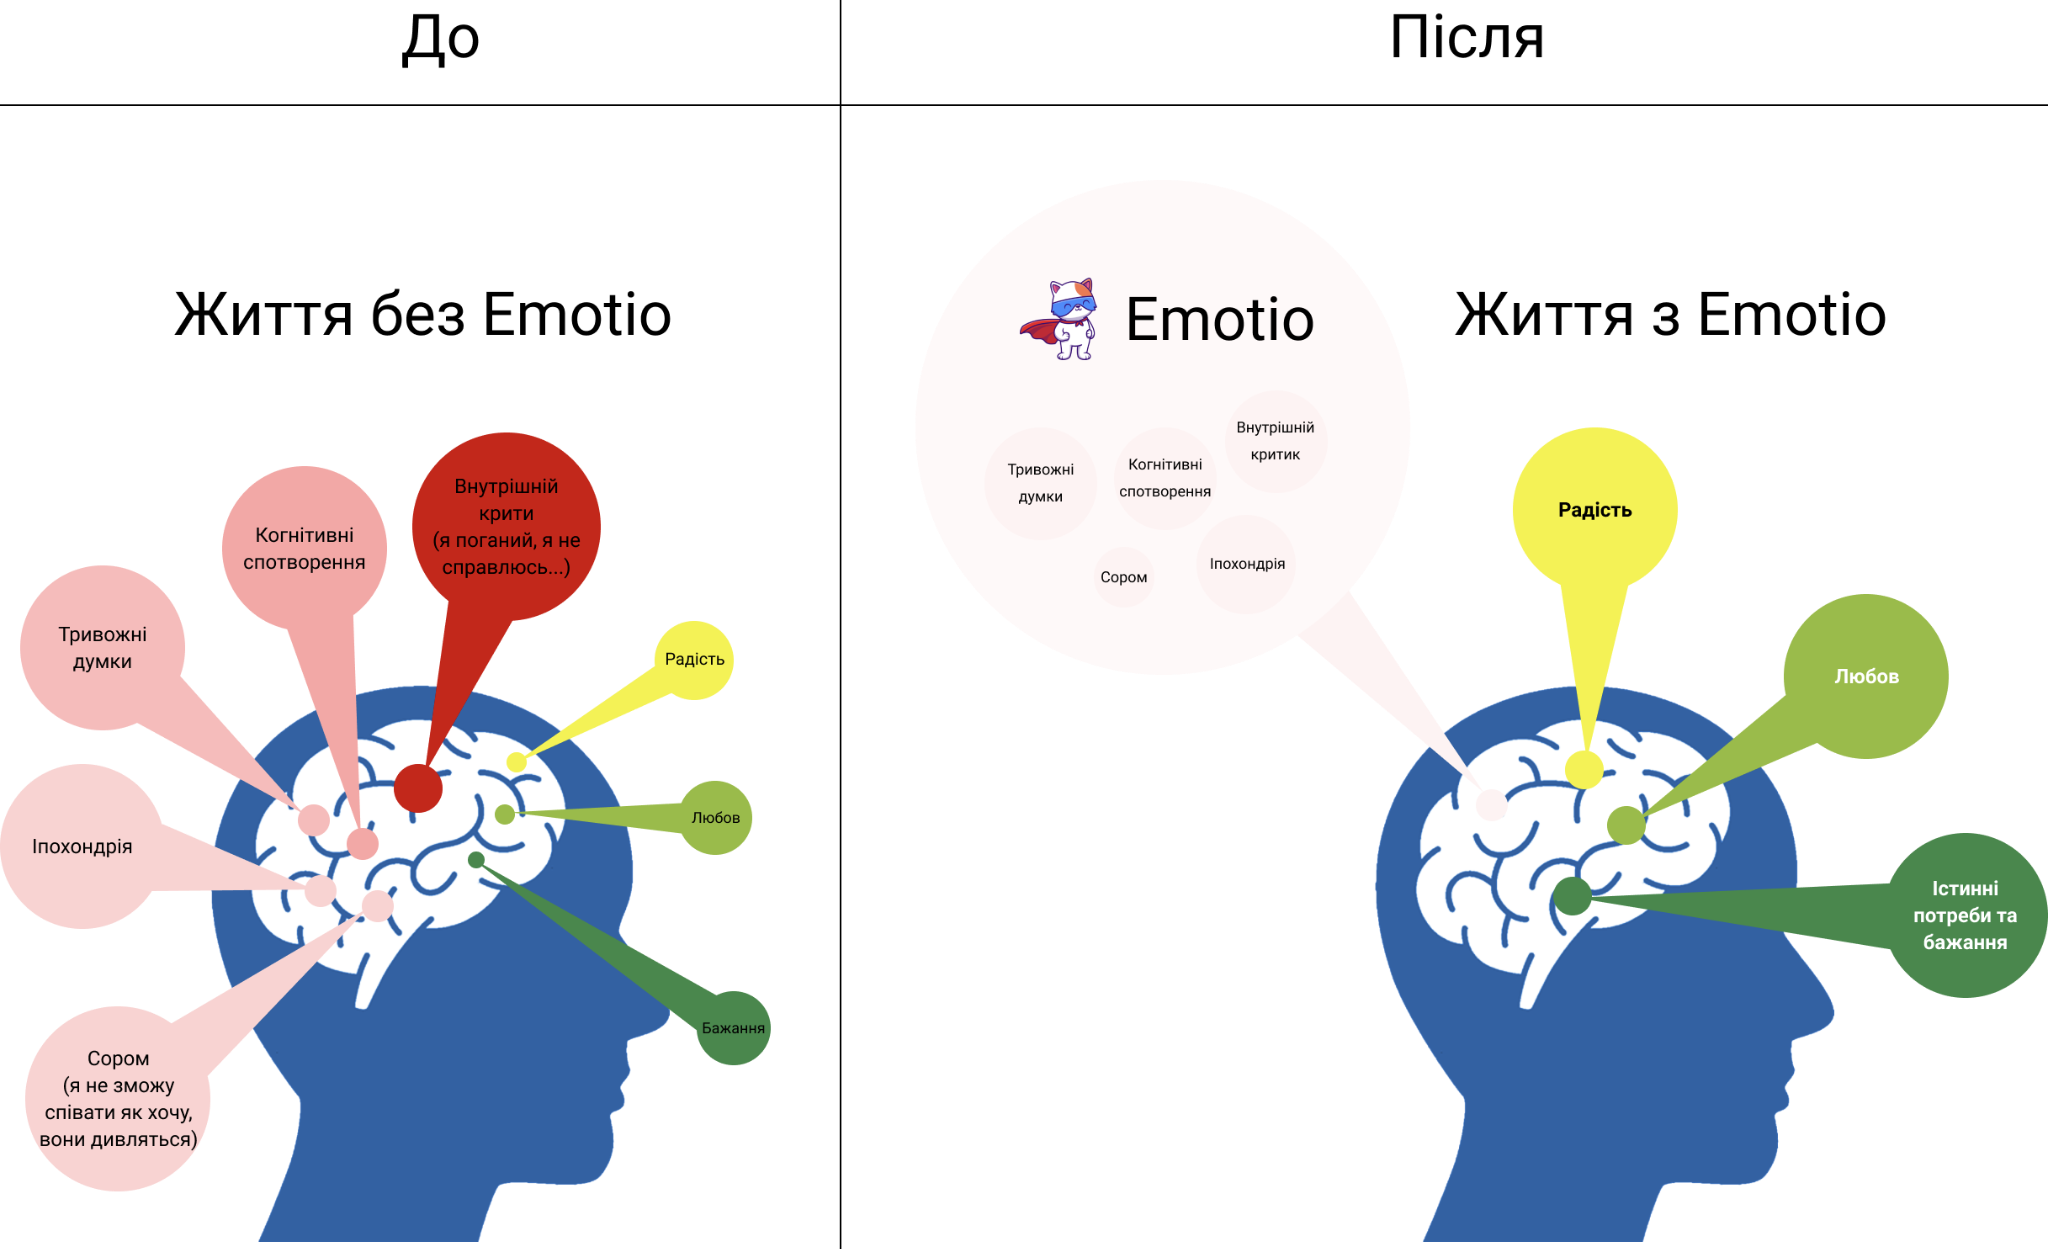 До
Після
Життя без Emotio
Внутрішній
крити
(я поганий, я не
справлюсь...)
Когнітивні
спотворення
Тривожні
думки
Радість
Любов
Іпохондрія
Бажання
Сором
(я не зможу
співати як хочу,
вони дивляться)
Emotio
Життя з Emotio
Внутрішній
критик
Тривожні
думки
Когнітивні
спотворення
Сором
Іпохондрія
Радість
Любов
Істинні
потреби та
бажання